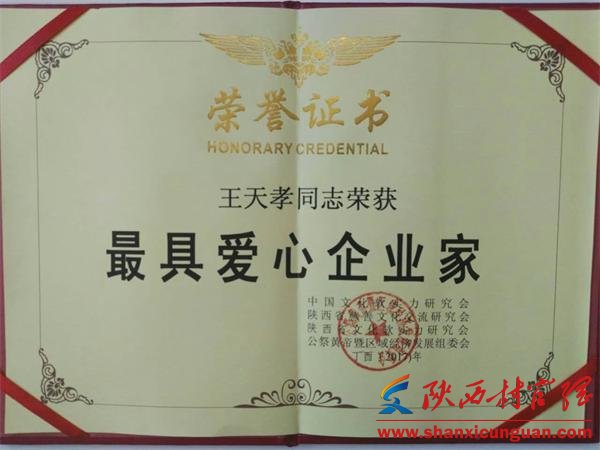 荣誉证书
HONORARY CREDENTIAL
王天孝同志荣获
最具爱心企业家
中国文化软实力研究会
陕西省慈善文化交流研究会
陕西省文化软实力研究会
公祭黄帝暨区域经济发展组委会
丁酉(2017)年
陕西村官网
www.shanxicunguan.com